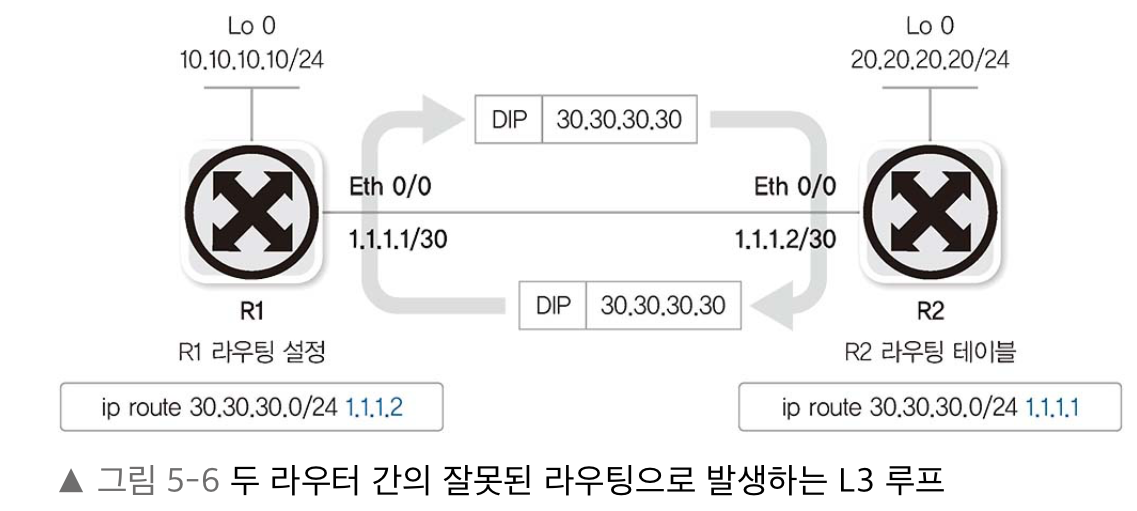 Lo 0
10.10.10.10/24
Lo 0
20.20.20.20/24
DIP 30.30.30.30
Eth 0/0
Eth 0/0
1.1.1.1/30
1.1.1.2/30
DIP 30.30.30.30
R1
R2
R1 라우팅 설정
R2 라우팅 테이블
ip route 30.30.30.0/24 1.1.1.2
ip route 30.30.30.0/24 1.1.1.1
▲ 그림 5-6 두 라우터 간의 잘못된 라우팅으로 발생하는 L3 루프